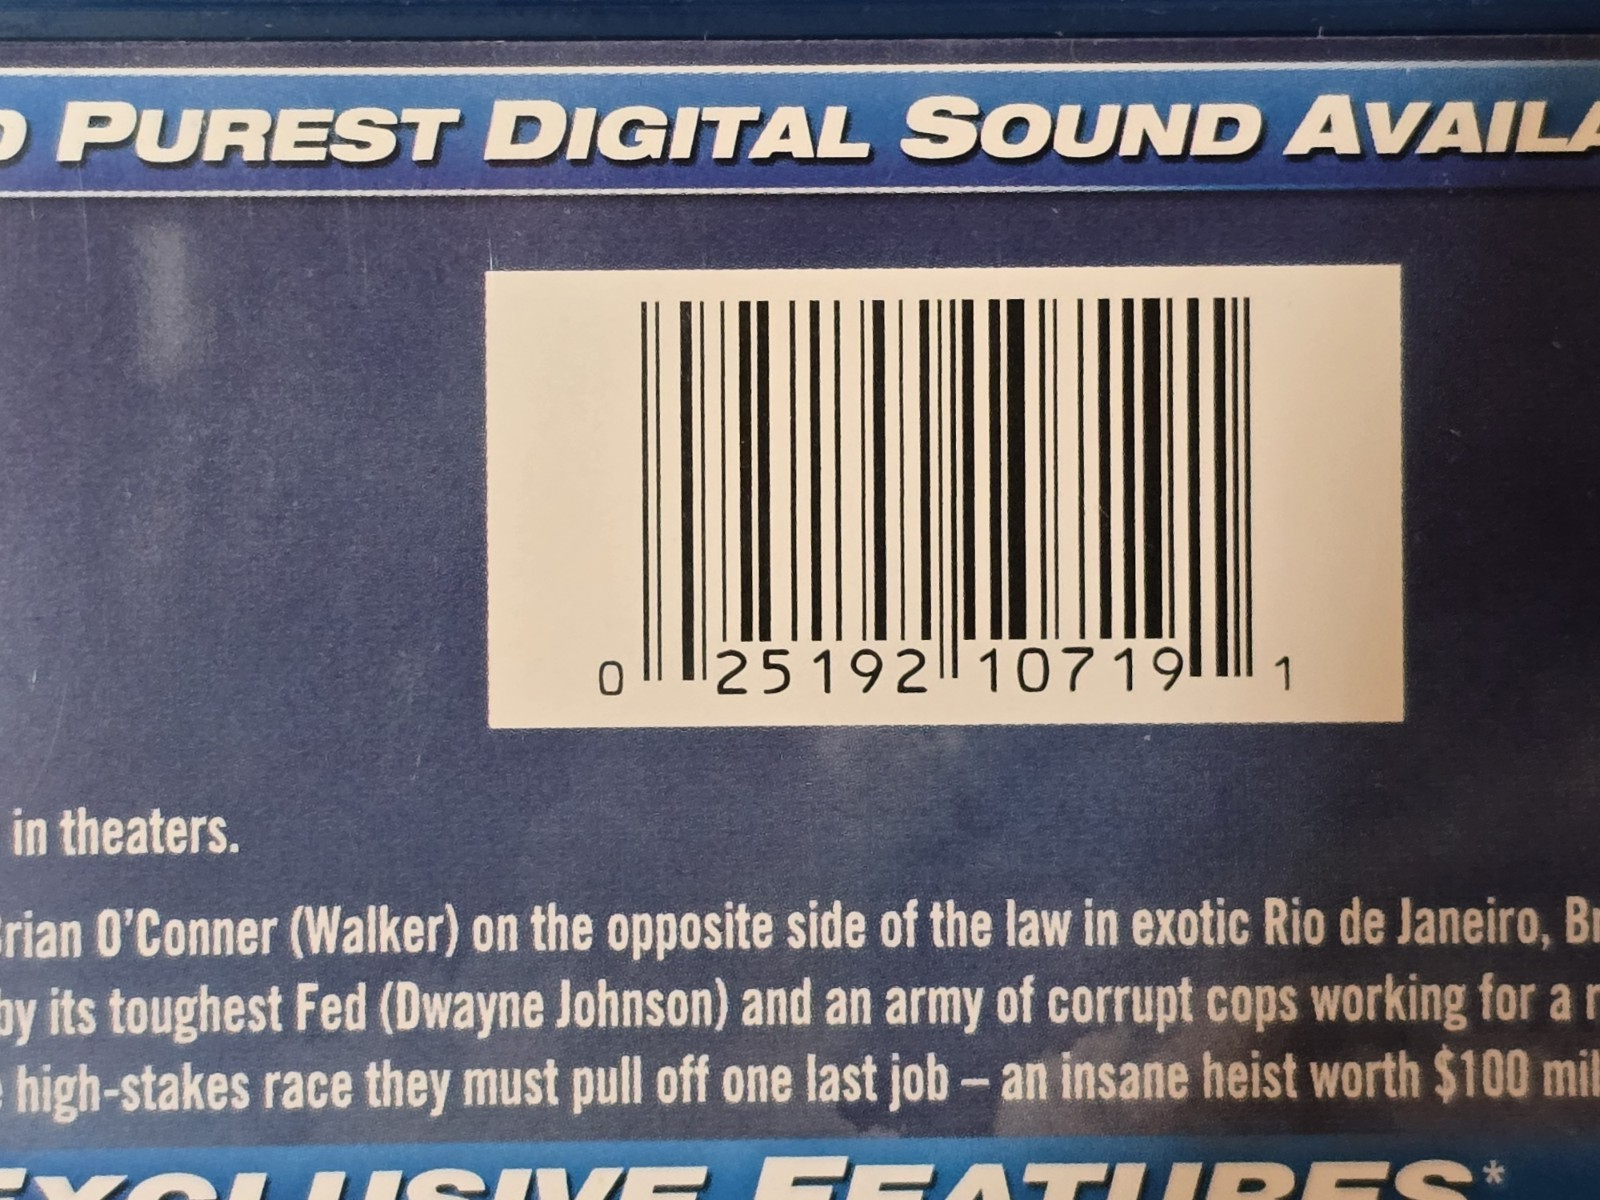 PUREST DIGITAL SOUND
0 25192 10719 1
in theaters.
O'Conner (Walker) on the opposite side of the law in exotic Rio de Janeiro,
by its toughest Fed (Dwayne Johnson) and an army of corrupt cops working for a
high-stakes race they must pull off one last job – an insane heist worth $100
FEATURES*